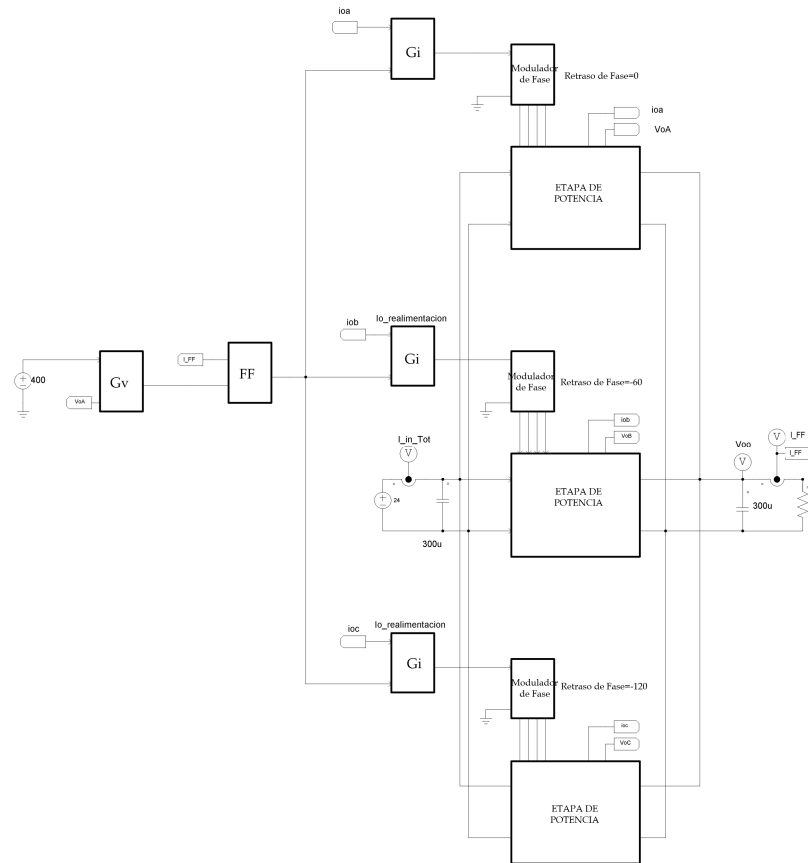 ioa
Gi
Modulador
de Fase
Retraso de Fase=0
ioa
VoA
ETAPA DE
POTENCIA
Io_realimentacion
iob
Gi
Modulador
de Fase
Retraso de Fase=-60
I_FF
FF
400
Gv
VoA
iob
VoB
I_in_Tot
V
Voo
V
V
I_FF
I_FF
24
300u
ETAPA DE
POTENCIA
300u
Io_realimentacion
ioc
Gi
Modulador
de Fase
Retraso de Fase=-120
ioc
VoC
ETAPA DE
POTENCIA